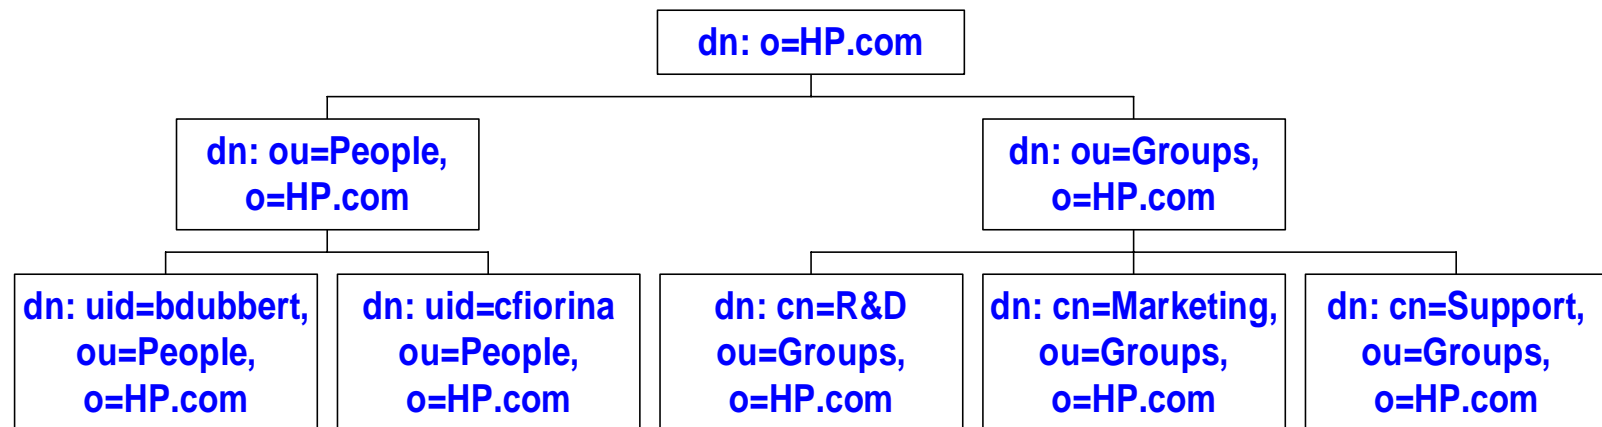 dn: o=HP.com
dn: ou=People,
o=HP.com
dn: ou=Groups,
o=HP.com
dn: uid=bdubbert,
ou=People,
o=HP.com
dn: uid=cfiorina
ou=People,
o=HP.com
dn: cn=R&D
ou=Groups,
o=HP.com
dn: cn=Marketing,
ou=Groups,
o=HP.com
dn: cn=Support,
ou=Groups,
o=HP.com